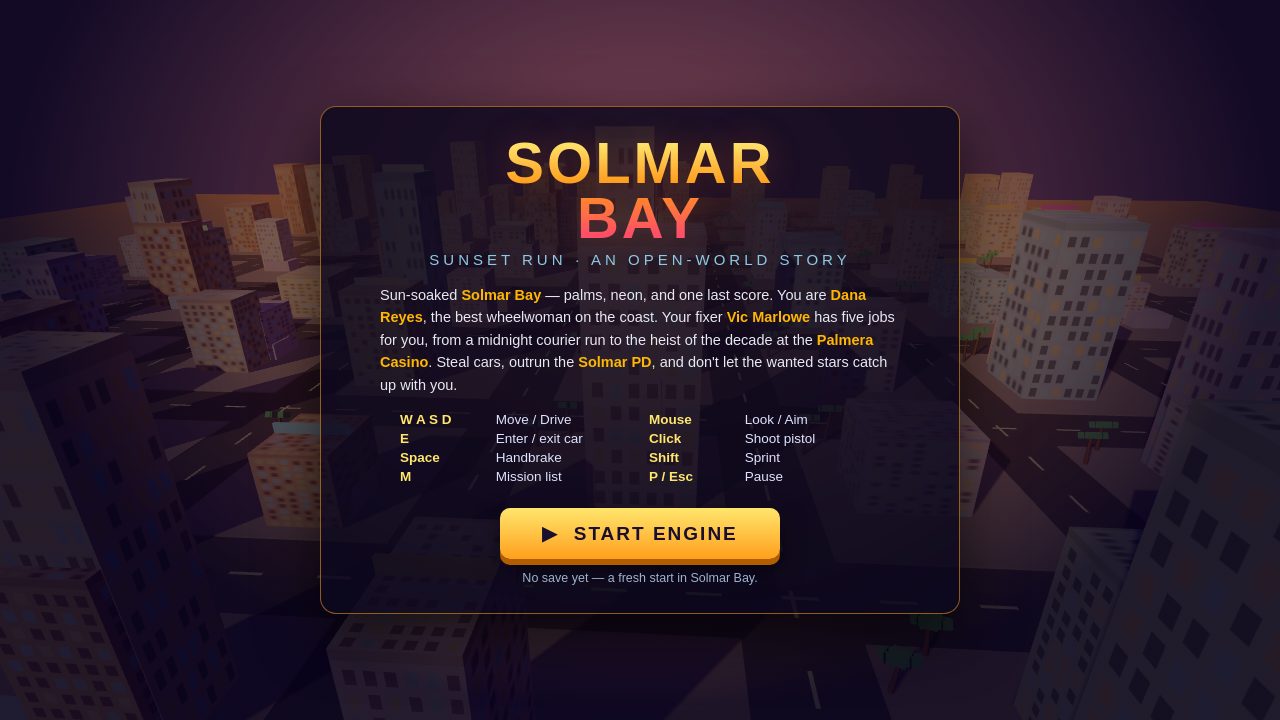 SOLMAR
BAY
SUNSET RUN · AN OPEN-WORLD STORY
Sun-soaked Solmar Bay — palms, neon, and one last score. You are Dana
Reyes, the best wheelwoman on the coast. Your fixer Vic Marlowe has five jobs
for you, from a midnight courier run to the heist of the decade at the Palmera
Casino. Steal cars, outrun the Solmar PD, and don't let the wanted stars catch
up with you.
W A S D Move / Drive Mouse Look / Aim
E Enter / exit car Click Shoot pistol
Space Handbrake Shift Sprint
M Mission list P / Esc Pause
▶ START ENGINE
No save yet — a fresh start in Solmar Bay.